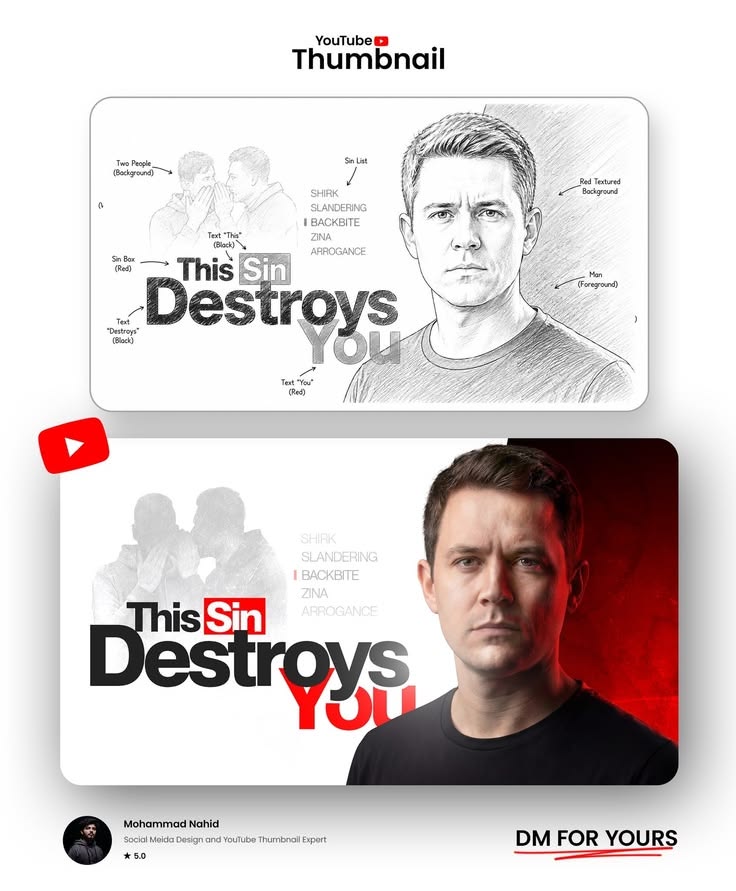 YouTube
Thumbnail
Two People
(Background)
Sin List
SHIRK
SLANDERING
BACKBITE
ZINA
ARROGANCE
Red Textured
Background
Text "This"
(Black)
Sin Box
(Red)
Man
(Foreground)
This Sin
Destroys
You
Text
"Destroys"
(Black)
Text "You"
(Red)
SHIRK
SLANDERING
BACKBITE
ZINA
ARROGANCE
This Sin
Destroys
You
Mohammad Nahid
Social Meida Design and YouTube Thumbnail Expert
★ 5.0
DM FOR YOURS